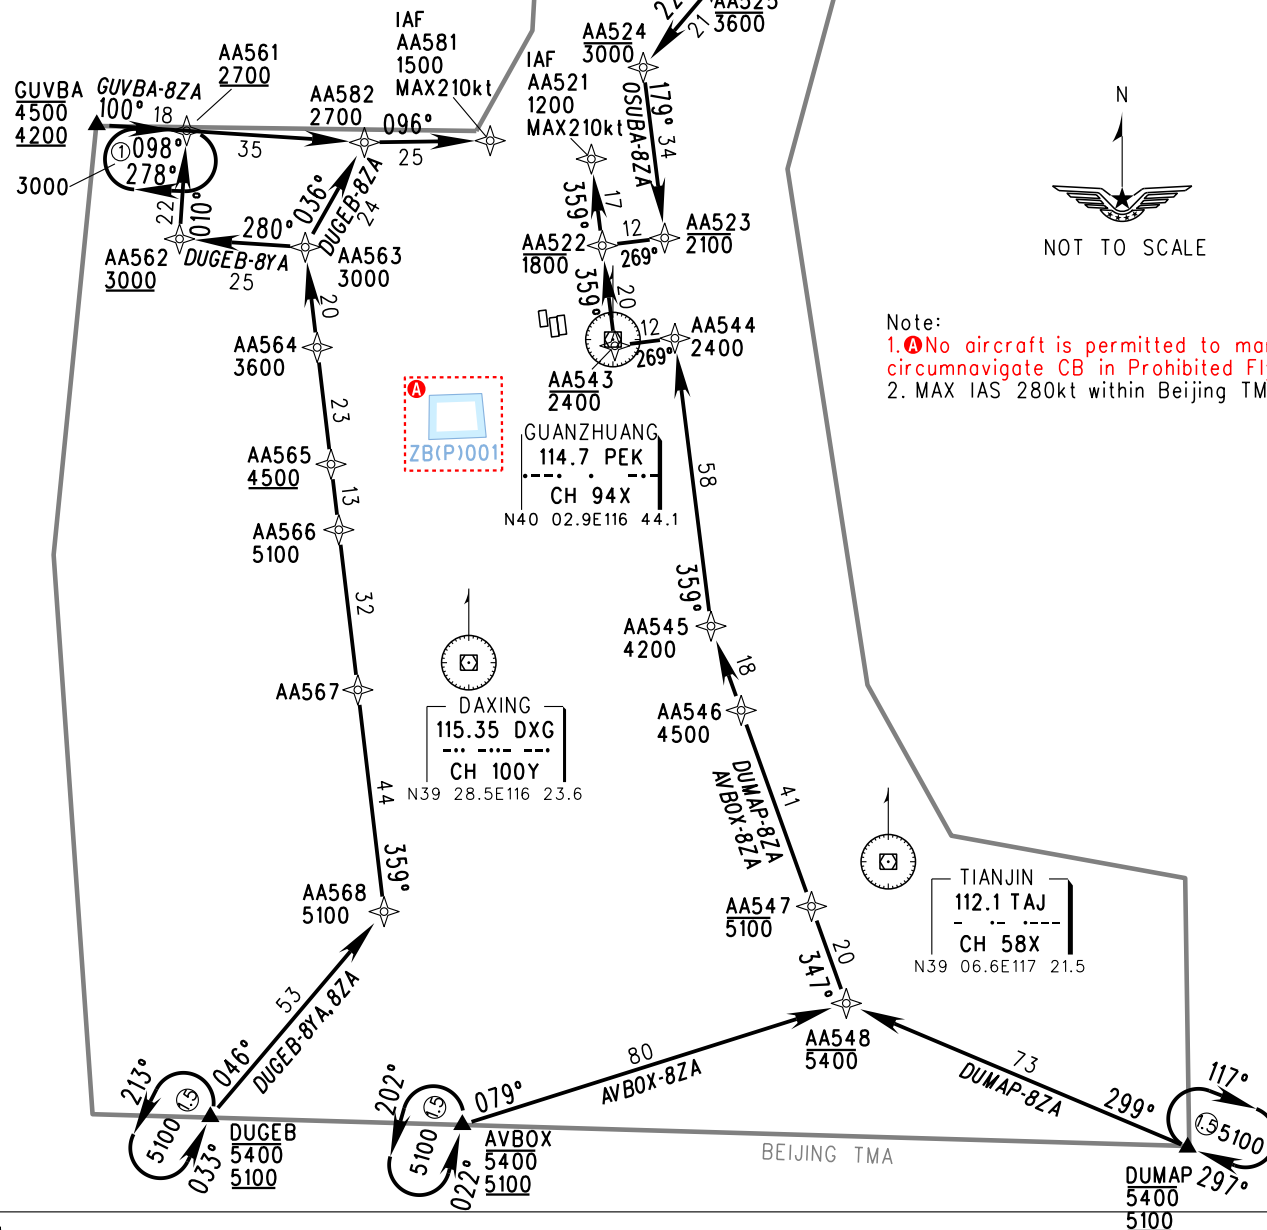 AA525
3600
22
21
AA524
3000
OSUBA-8ZA
179°
34
IAF
AA581
1500
MAX210kt
IAF
AA521
1200
MAX210kt
AA561
2700
GUVBA
4500
4200
GUVBA-8ZA
100°
18
AA582
2700
096°
25
35
1
098°
278°
3000
22
010°
AA562
3000
280°
DUGEB-8YA
25
036°
DUGEB-8ZA
24
AA563
3000
20
AA564
3600
23
AA565
4500
13
AA566
5100
32
AA567
44
359°
AA568
5100
53
046°
DUGEB-8YA,8ZA
213°
1.5
5100
033°
DUGEB
5400
5100
359°
17
AA522
1800
12
269°
AA523
2100
359°
20
12
269°
AA544
2400
AA543
2400
A
ZB(P)001
GUANZHUANG
114.7 PEK
CH 94X
N40 02.9E116 44.1
58
359°
AA545
4200
18
AA546
4500
DUMAP-8ZA
AVBOX-8ZA
41
AA547
5100
20
347°
AA548
5400
DAXING
115.35 DXG
CH 100Y
N39 28.5E116 23.6
TIANJIN
112.1 TAJ
CH 58X
N39 06.6E117 21.5
202°
1.5
5100
022°
079°
AVBOX
5400
5100
80
AVBOX-8ZA
73
DUMAP-8ZA
299°
117°
1.5
5100
297°
DUMAP
5400
5100
BEIJING TMA
N
NOT TO SCALE
Note:
1.A No aircraft is permitted to
circumnavigate CB in Prohibited
2. MAX IAS 280kt within Beijing